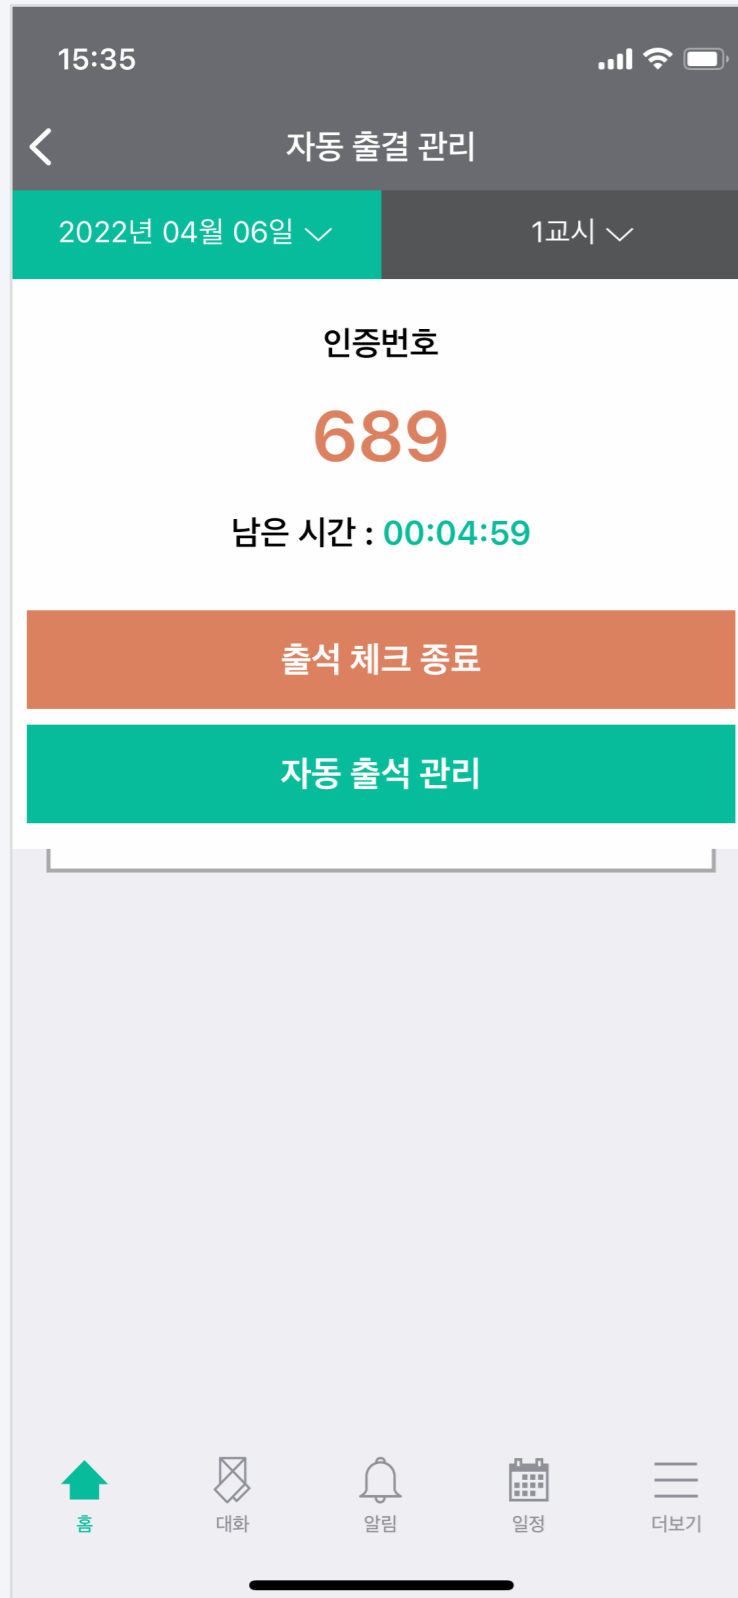 15:35
자동 출결 관리
2022년 04월 06일
1교시
인증번호
689
남은 시간 : 00:04:59
출석 체크 종료
자동 출석 관리
홈
대화
알림
일정
더보기